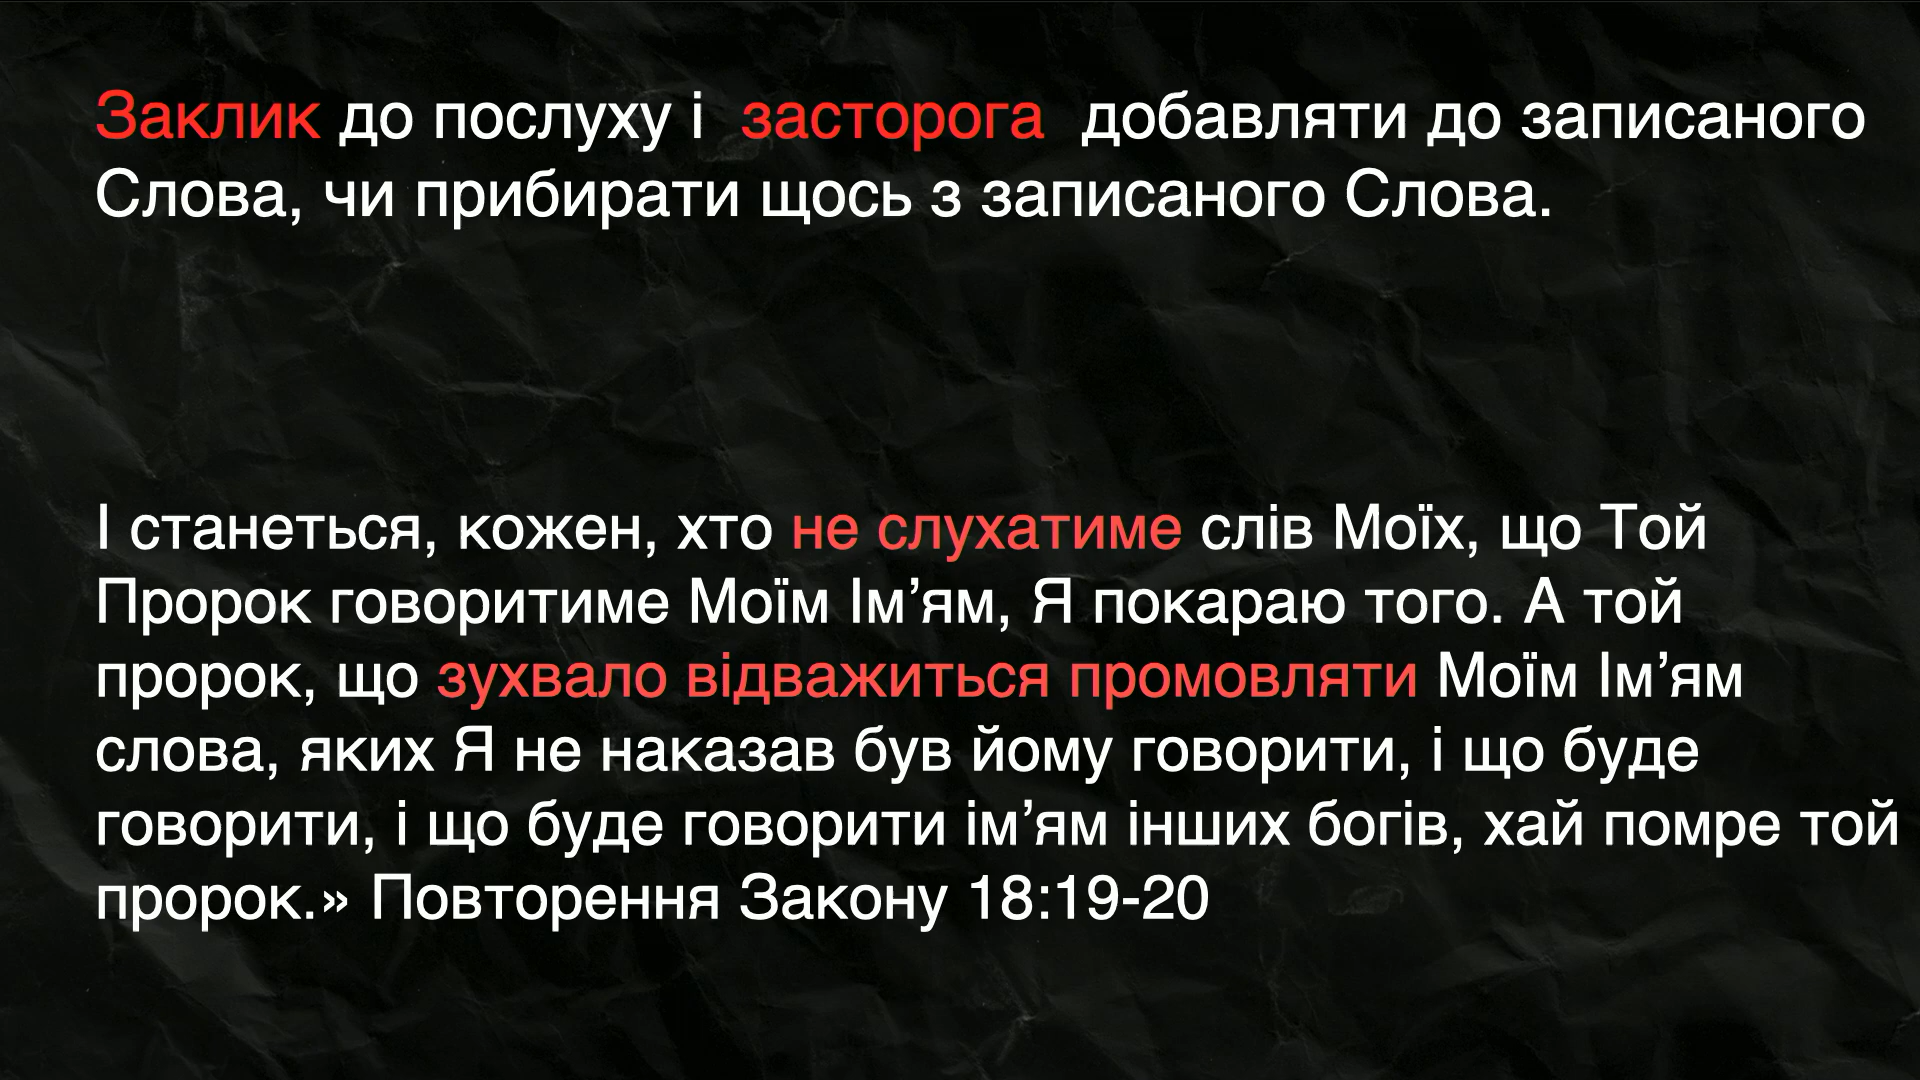 Заклик до послуху і засторога добавляти до записаного
Слова, чи прибирати щось з записаного Слова.
І станеться, кожен, хто не слухатиме слів Моїх, що Той
Пророк говоритиме Моїм Ім’ям, Я покараю того. А той
пророк, що зухвало відважиться промовляти Моїм Ім’ям
слова, яких Я не наказав був йому говорити, і що буде
говорити, і що буде говорити ім’ям інших богів, хай помре той
пророк.» Повторення Закону 18:19-20